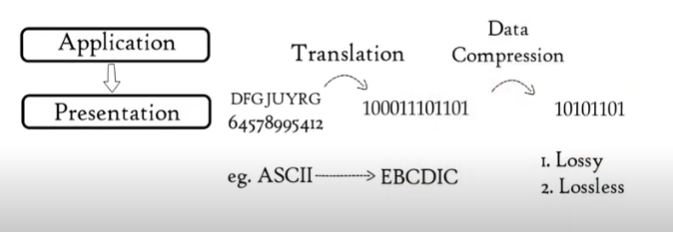 Application
Presentation
Translation
Data
Compression
DFGJUYRG
64578995412
100011101101
10101101
eg. ASCII
EBCDIC
1. Lossy
2. Lossless